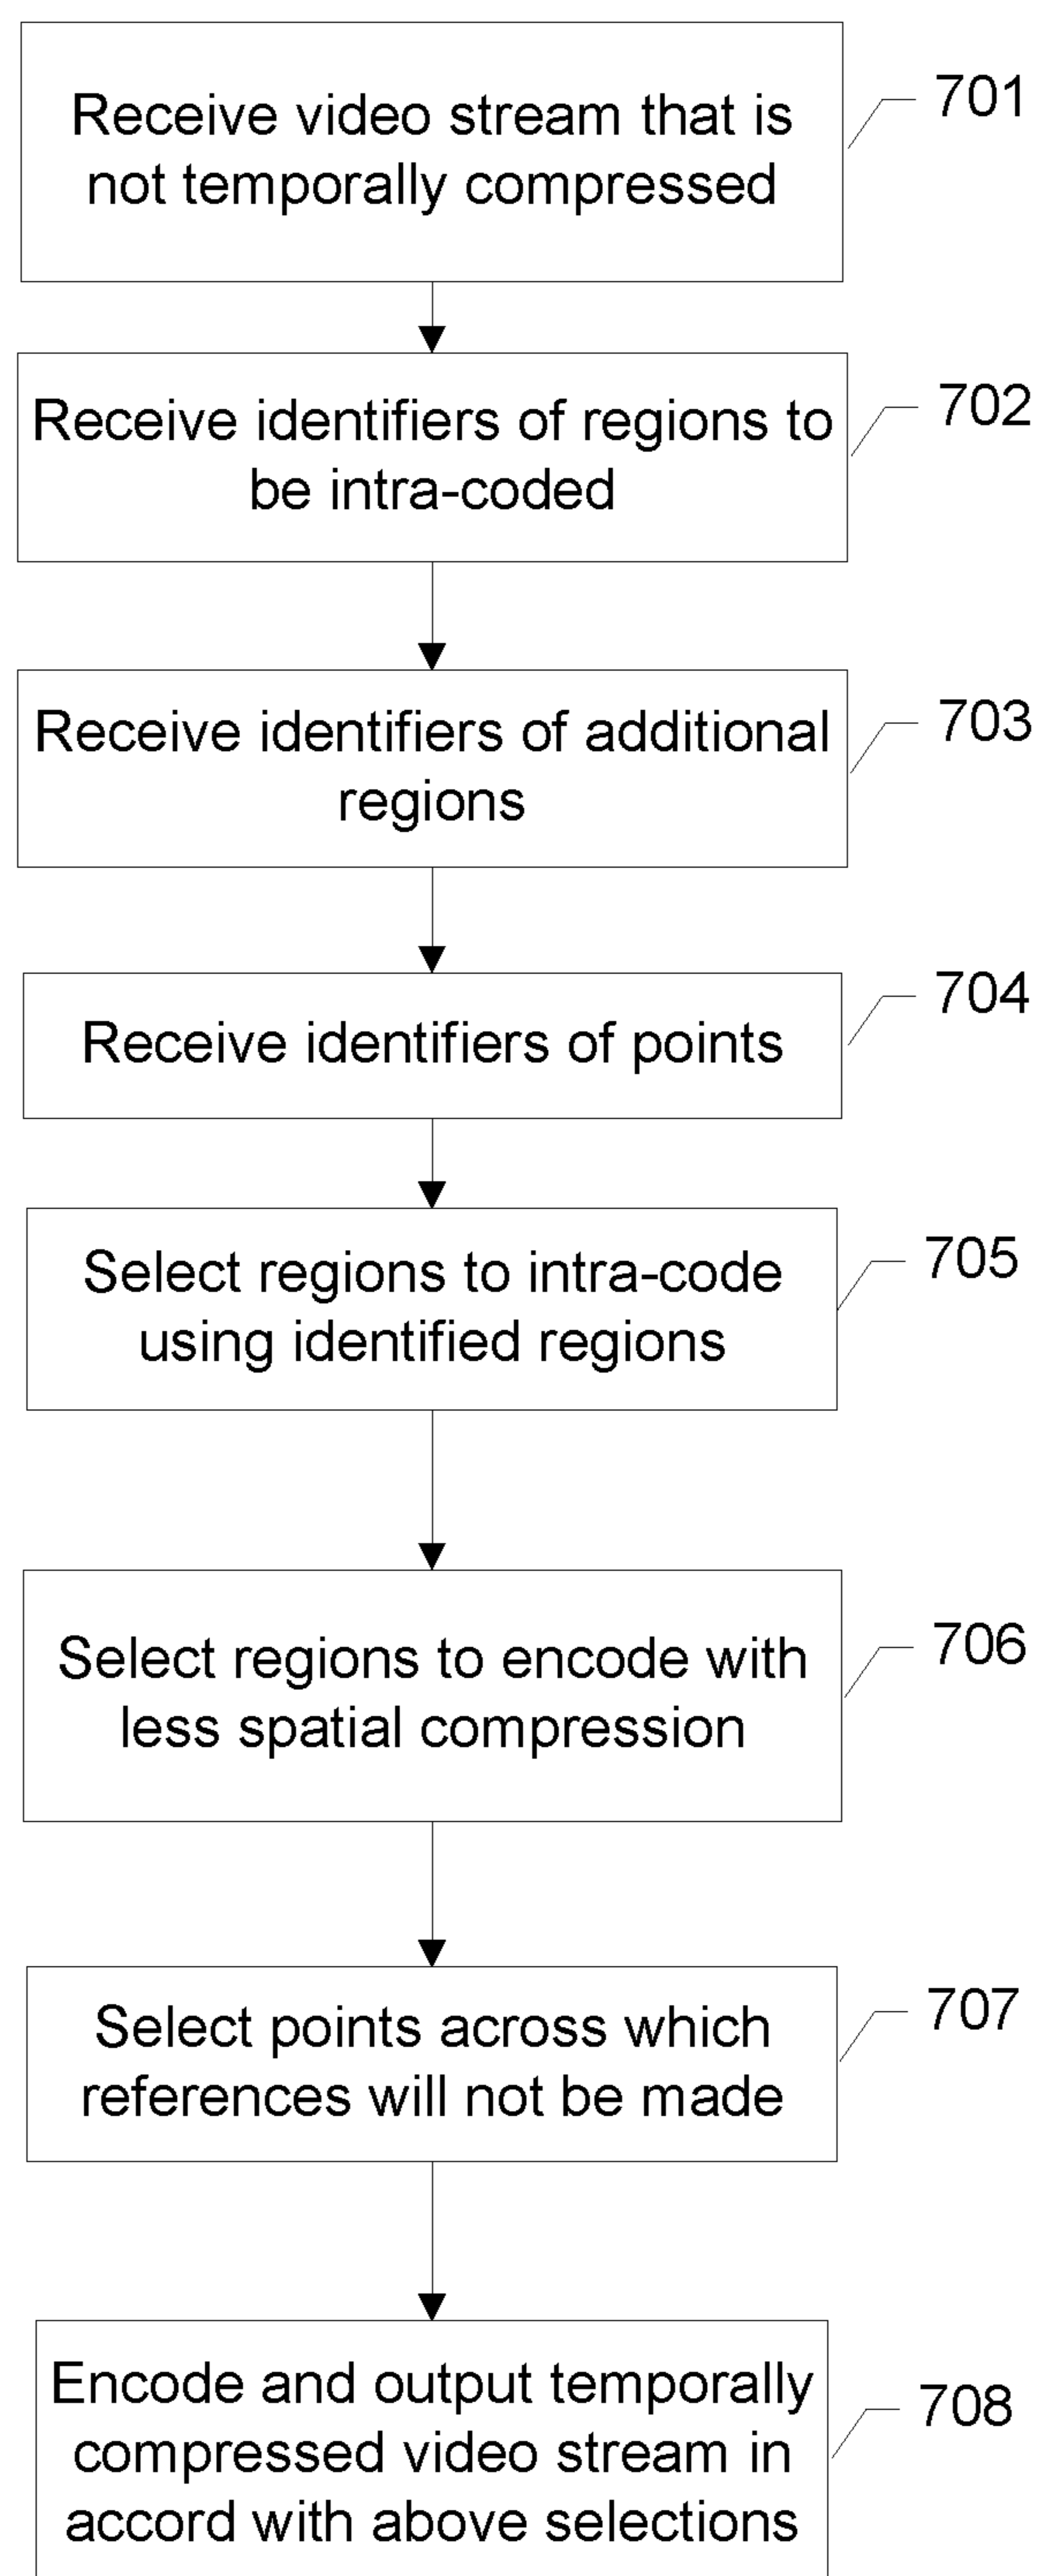 Receive video stream that is
not temporally compressed
701
Receive identifiers of regions to
be intra-coded
702
Receive identifiers of additional
regions
703
Receive identifiers of points
704
Select regions to intra-code
using identified regions
705
Select regions to encode with
less spatial compression
706
Select points across which
references will not be made
707
Encode and output temporally
compressed video stream in
accord with above selections
708